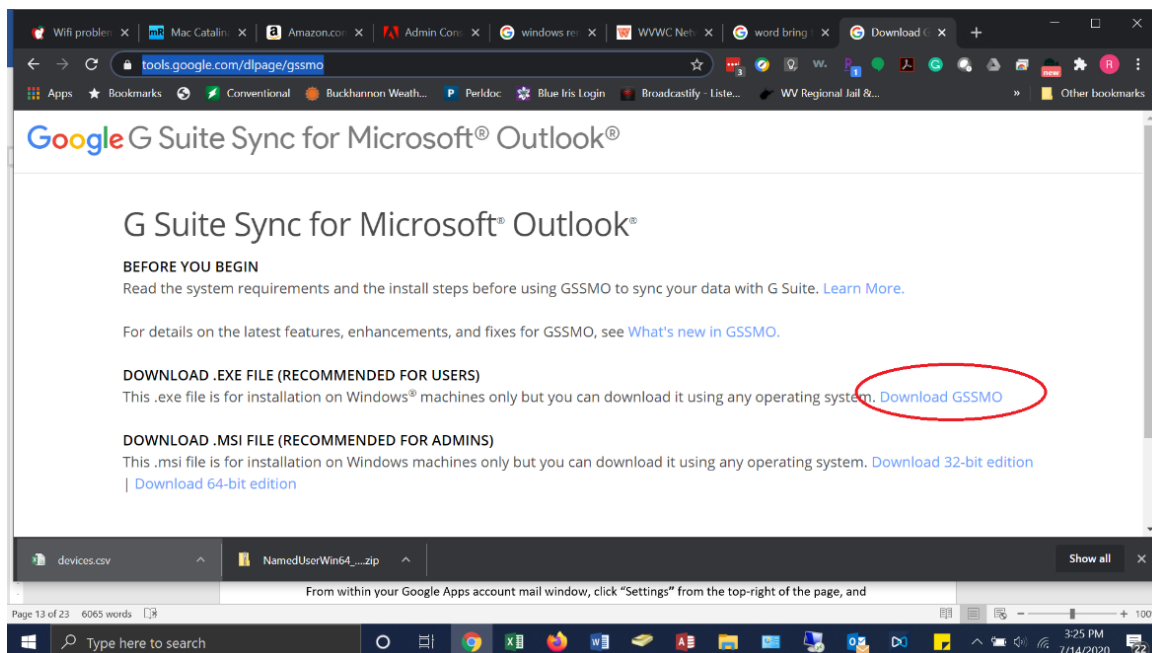 Wifi problem
Mac Catalin
Amazon.con
Admin Cons
windows ren
WVWC Netv
word bring
Download G
tools.google.com/dlpage/gssmo
3
W.
1
new
R
Apps
Bookmarks
Conventional
Buckhannon Weath...
Perldoc
Blue Iris Login
Broadcastify - Liste...
WV Regional Jail &...
»
Other bookmarks
Google G Suite Sync for Microsoft® Outlook®
G Suite Sync for Microsoft® Outlook®
BEFORE YOU BEGIN
Read the system requirements and the install steps before using GSSMO to sync your data with G Suite. Learn More.
For details on the latest features, enhancements, and fixes for GSSMO, see What's new in GSSMO.
DOWNLOAD .EXE FILE (RECOMMENDED FOR USERS)
This .exe file is for installation on Windows® machines only but you can download it using any operating system. Download GSSMO
DOWNLOAD .MSI FILE (RECOMMENDED FOR ADMINS)
This .msi file is for installation on Windows machines only but you can download it using any operating system. Download 32-bit edition
| Download 64-bit edition
devices.csv
NamedUserWin64_....zip
Show all
From within your Google Apps account mail window, click “Settings” from the top-right of the page, and
Page 13 of 23 6065 words
100
Type here to search
3:25 PM
7/14/2020
22